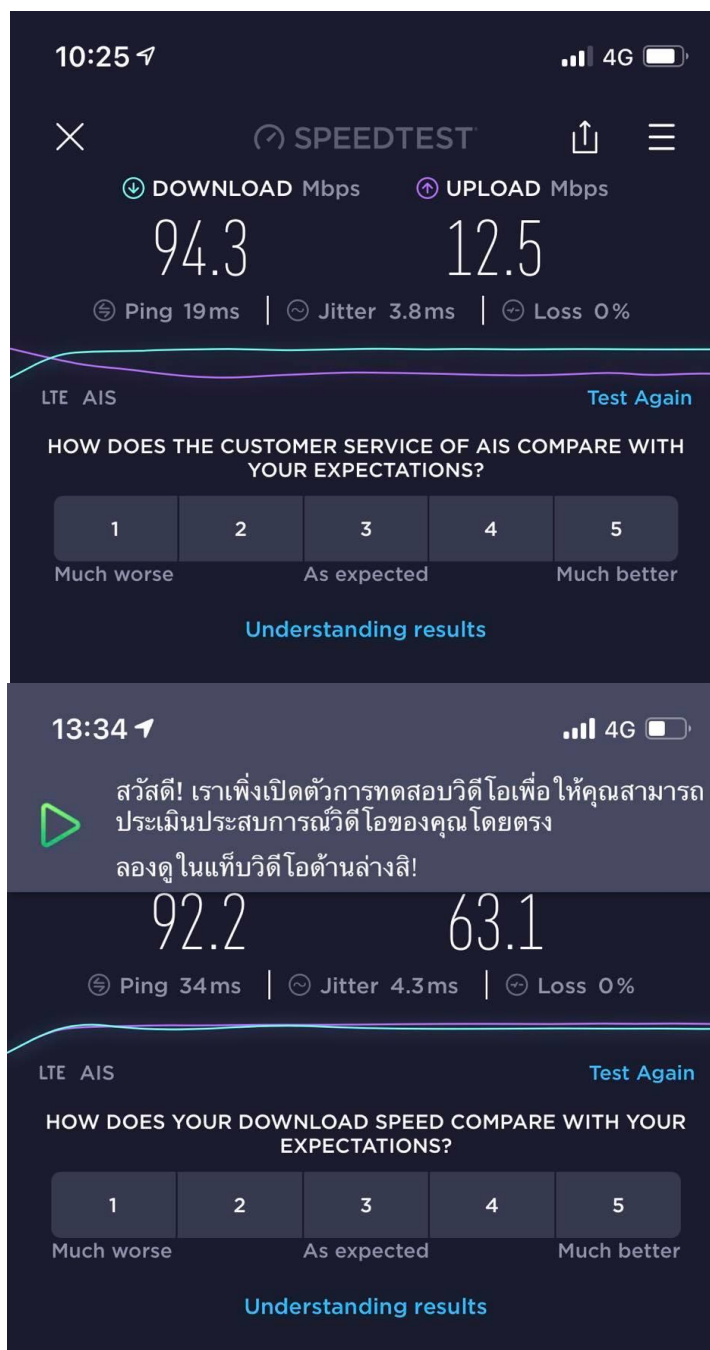 10:25 4G
SPEEDTEST
DOWNLOAD Mbps UPLOAD Mbps
94.3 12.5
Ping 19ms Jitter 3.8ms Loss 0%
LTE AIS Test Again
HOW DOES THE CUSTOMER SERVICE OF AIS COMPARE WITH
YOUR EXPECTATIONS?
1 2 3 4 5
Much worse As expected Much better
Understanding results
13:34 4G
สวัสดี! เราเพิ่งเปิดตัวการทดสอบวิดีโอเพื่อให้คุณสามารถ
ประเมินประสบการณ์วิดีโอของคุณโดยตรง
ลองดูในแท็บวิดีโอด้านล่างสิ!
92.2 63.1
Ping 34ms Jitter 4.3ms Loss 0%
LTE AIS Test Again
HOW DOES YOUR DOWNLOAD SPEED COMPARE WITH YOUR
EXPECTATIONS?
1 2 3 4 5
Much worse As expected Much better
Understanding results